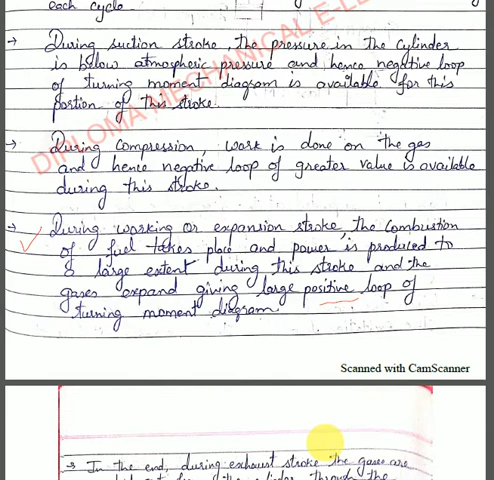 each cycle.
→ During suction stroke, the pressure in the cylinder
is below atmospheric pressure and hence negative loop
of turning moment diagram is available for this
portion of this stroke.
→ During compression, work is done on the gas
and hence negative loop of greater value is available
during this stroke.
→ During working or expansion stroke, the combustion
of fuel takes place and power is produced to
a large extent during this stroke and the
gases expand giving large positive loop of
turning moment diagram.
Scanned with CamScanner
→ In the end, during exhaust stroke the gases are
through the
DIPLOMA MECHANICAL E-LE